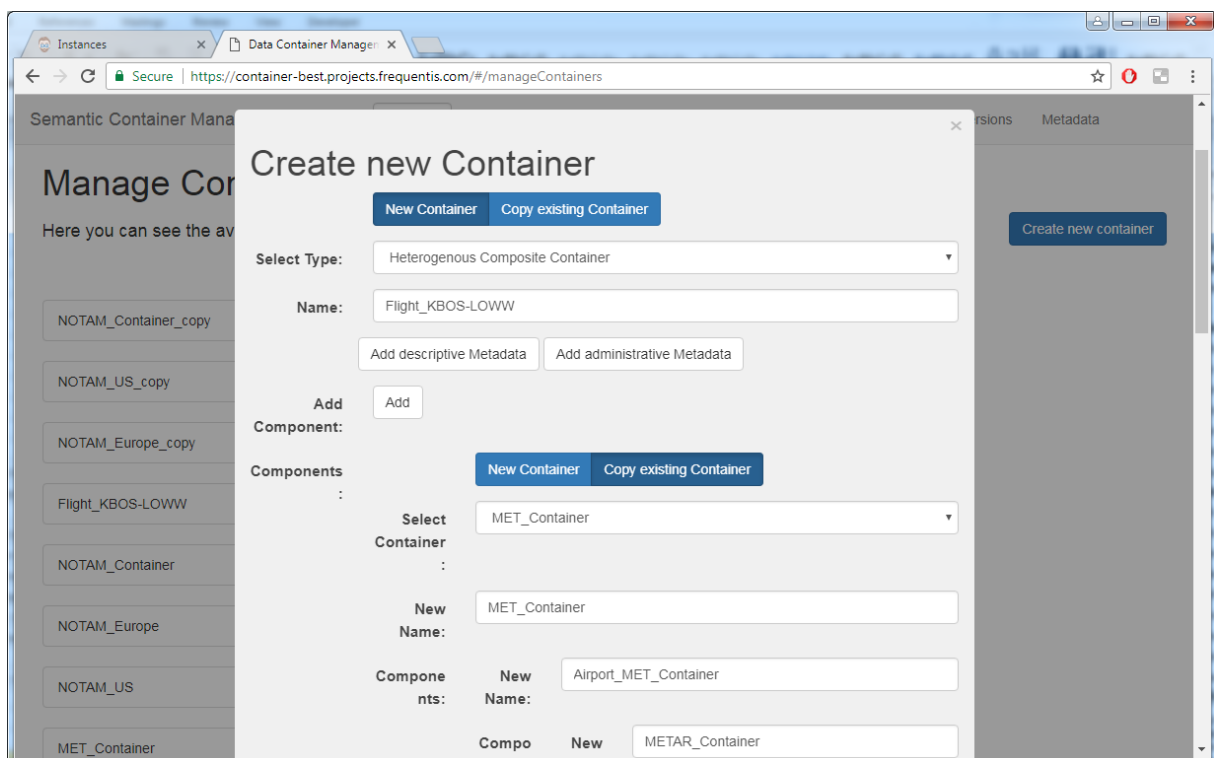 Instances
Data Container Manage
Secure | https://container-best.projects.frequentis.com/#/manageContainers
Semantic Container Mana
rsions Metadata
×
Create new Container
Manage Con
New Container Copy existing Container
Here you can see the av
Create new container
Select Type: Heterogenous Composite Container
Name: Flight_KBOS-LOWW
NOTAM_Container_copy
Add descriptive Metadata Add administrative Metadata
NOTAM_US_copy
Add
Component:
Add
NOTAM_Europe_copy
Components
:
New Container Copy existing Container
Flight_KBOS-LOWW
Select
Container
:
MET_Container
NOTAM_Container
New
Name:
MET_Container
NOTAM_Europe
Compone
nts:
New
Name:
Airport_MET_Container
NOTAM_US
Compo New METAR_Container
MET_Container